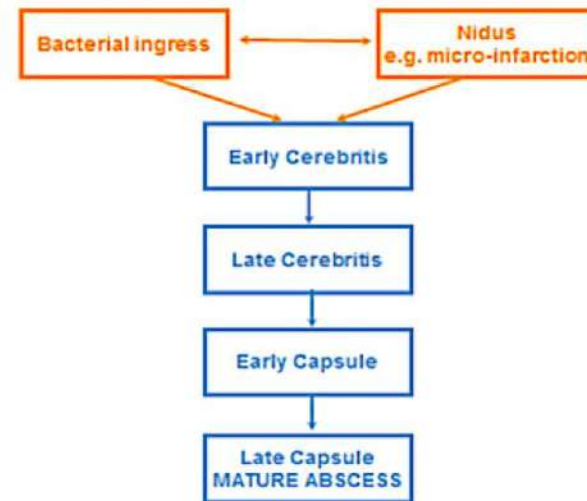 Bacterial ingress
Nidus
e.g. micro-infarction
Early Cerebritis
Late Cerebritis
Early Capsule
Late Capsule
MATURE ABSCESS